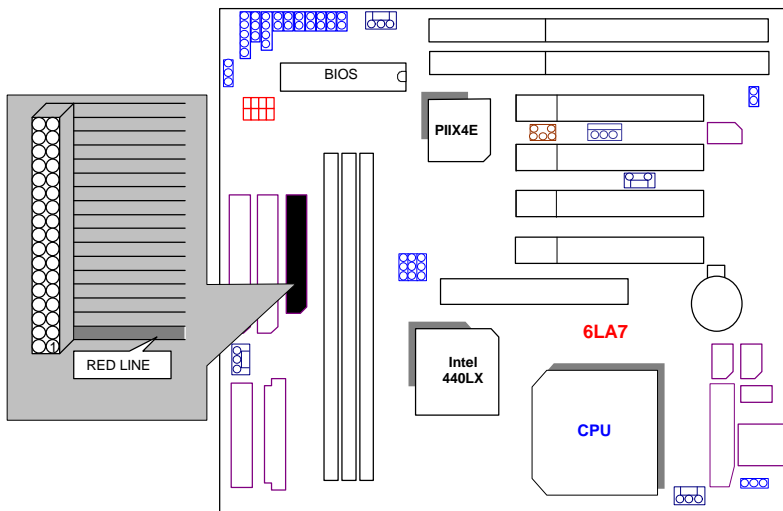 BIOS
PIIX4E
6LA7
1
RED LINE
Intel
440LX
CPU